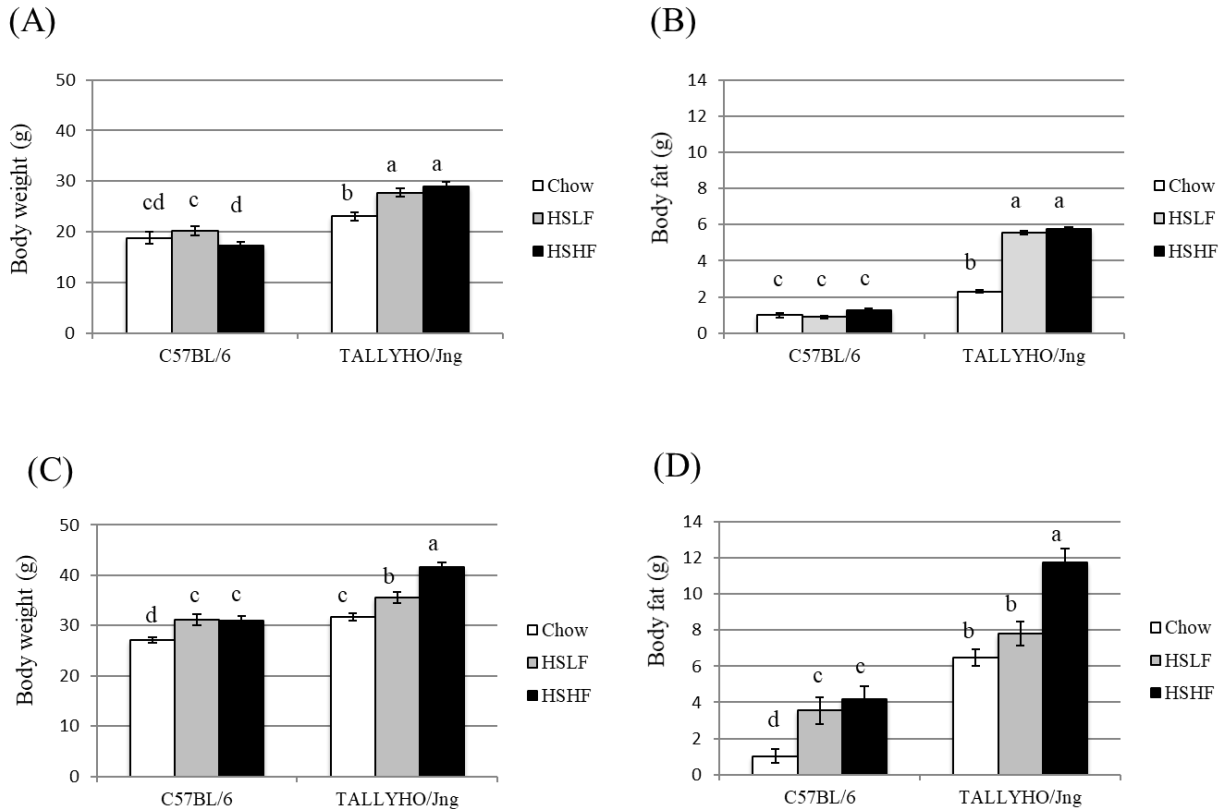 (A)
Body weight (g)
50
40
30
20
10
0
cd
c
d
b
a
a
C57BL/6
TALLYHO/Jng
Chow
HSLF
HSHF
(B)
Body fat (g)
14
12
10
8
6
4
2
0
c
c
c
b
a
a
C57BL/6
TALLYHO/Jng
Chow
HSLF
HSHF
(C)
Body weight (g)
50
40
30
20
10
0
d
c
c
c
b
a
C57BL/6
TALLYHO/Jng
Chow
HSLF
HSHF
(D)
Body fat (g)
14
12
10
8
6
4
2
0
d
c
c
b
b
a
C57BL/6
TALLYHO/Jng
Chow
HSLF
HSHF